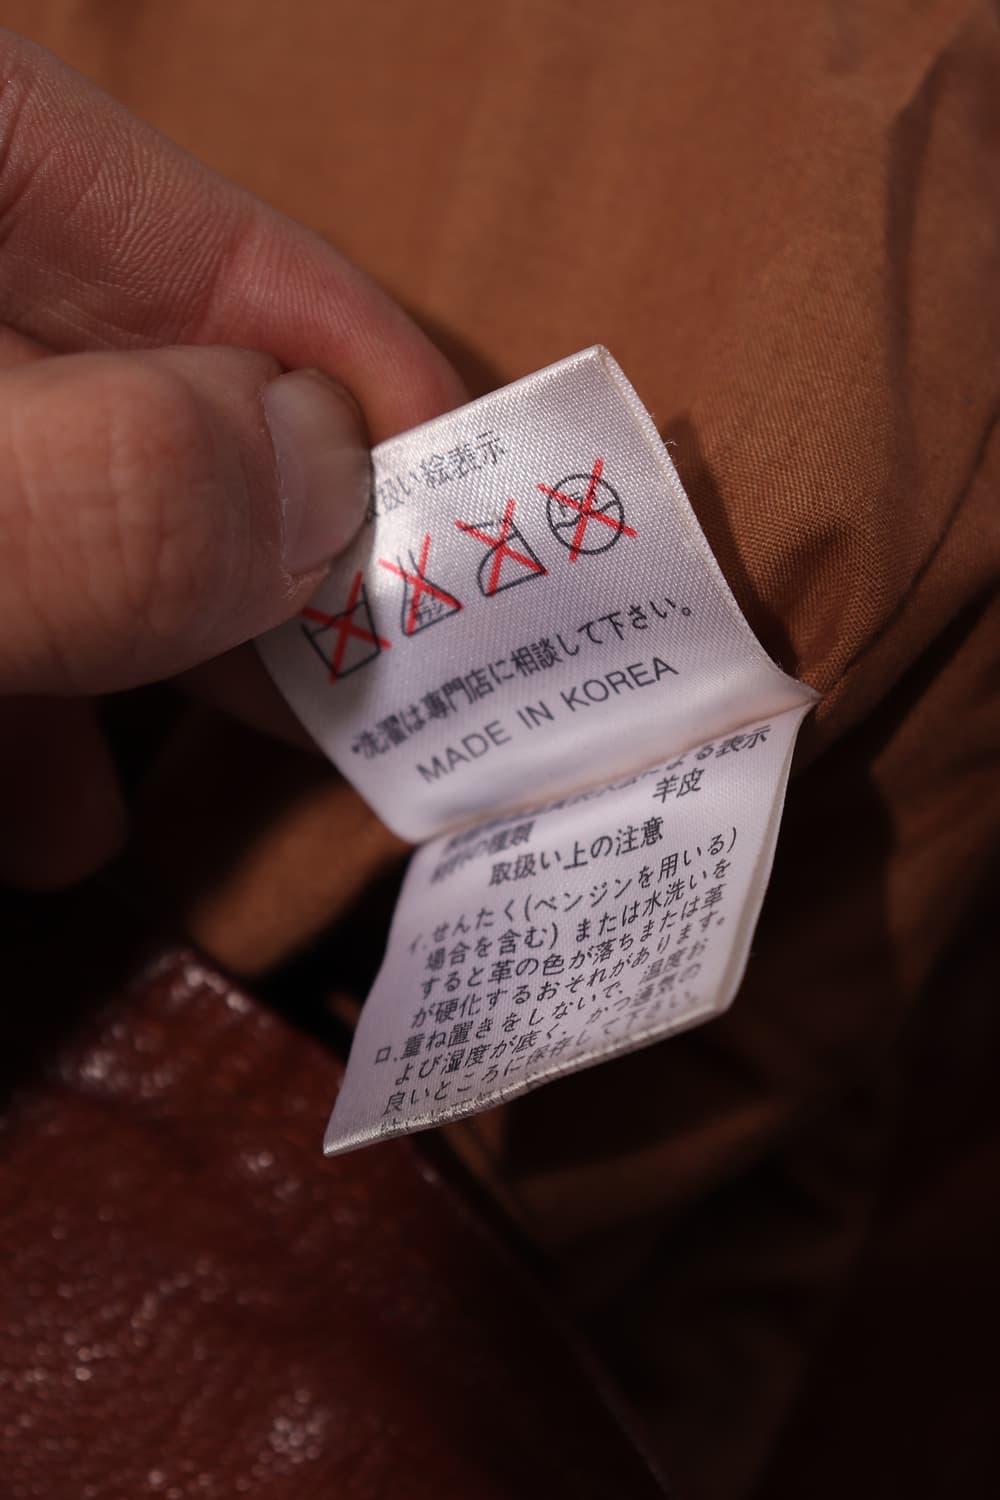 扱い絵表示
•洗濯は専門店に相談して下さい。
MADE IN KOREA
による表示
の種類 羊皮
取扱い上の注意
イ.せんたく(ベンジンを用いる
場合を含む)または水洗いを
すると革の色が落ちまたは革
が硬化するおそれがあります。
ロ.重ね置きをしないで、温度お
よび湿度が底く、かつ通気の
良いところに保存して下さい。